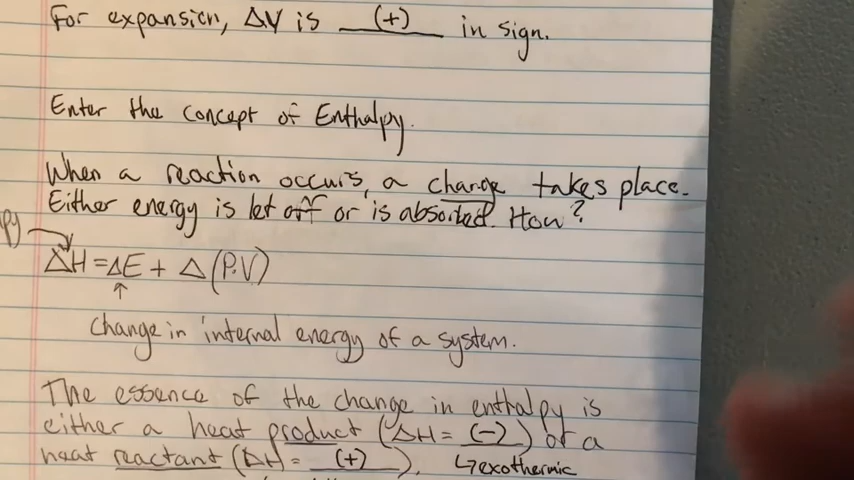 For expansion, ΔV is (+) in sign.
Enter the concept of Enthalpy.
When a reaction occurs, a change takes place.
Either energy is let off or is absorbed. How?
py
ΔH = ΔE + Δ(P.V)
↑
Change in internal energy of a system.
The essence of the change in enthalpy is
either a heat product (ΔH = (-)) of a
heat reactant (ΔH = (+)). ↳exothermic